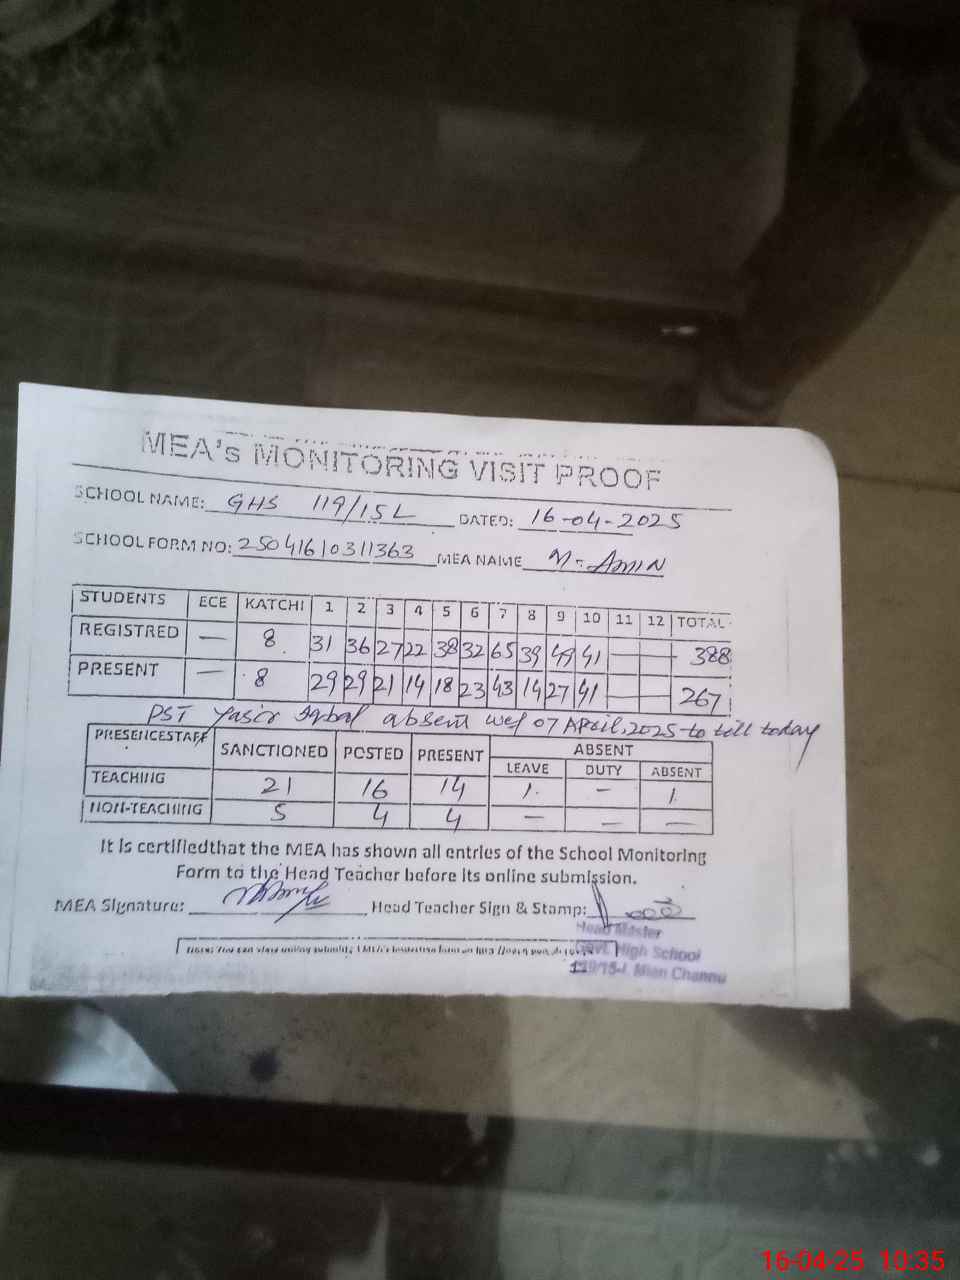 MEA's MONITORING VISIT PROOF
SCHOOL NAME: GHS 119/15L DATED: 16-04-2025
SCHOOL FORM NO: 25041610311363 MEA NAME M. AMIN
STUDENTS ECE KATCHI 1 2 3 4 5 6 7 8 9 10 11 12 TOTAL
REGISTRED — 8 31 36 27 22 38 32 65 39 49 41 — — 388
PRESENT — 8 29 29 21 14 18 23 43 14 27 41 — — 267
PST Yasir Iqbal absent wef 07 April, 2025 to till today
PRESENCESTAFF SANCTIONED POSTED PRESENT ABSENT
LEAVE DUTY ABSENT
TEACHING 21 16 14 1 — 1
NON-TEACHING 5 4 4 — — —
It is certifiedthat the MEA has shown all entries of the School Monitoring
Form to the Head Teacher before its online submission.
MEA Signature: Head Teacher Sign & Stamp:
Head Master
Govt. High School
119/15-L Mian Channu
16-04-25 10:35